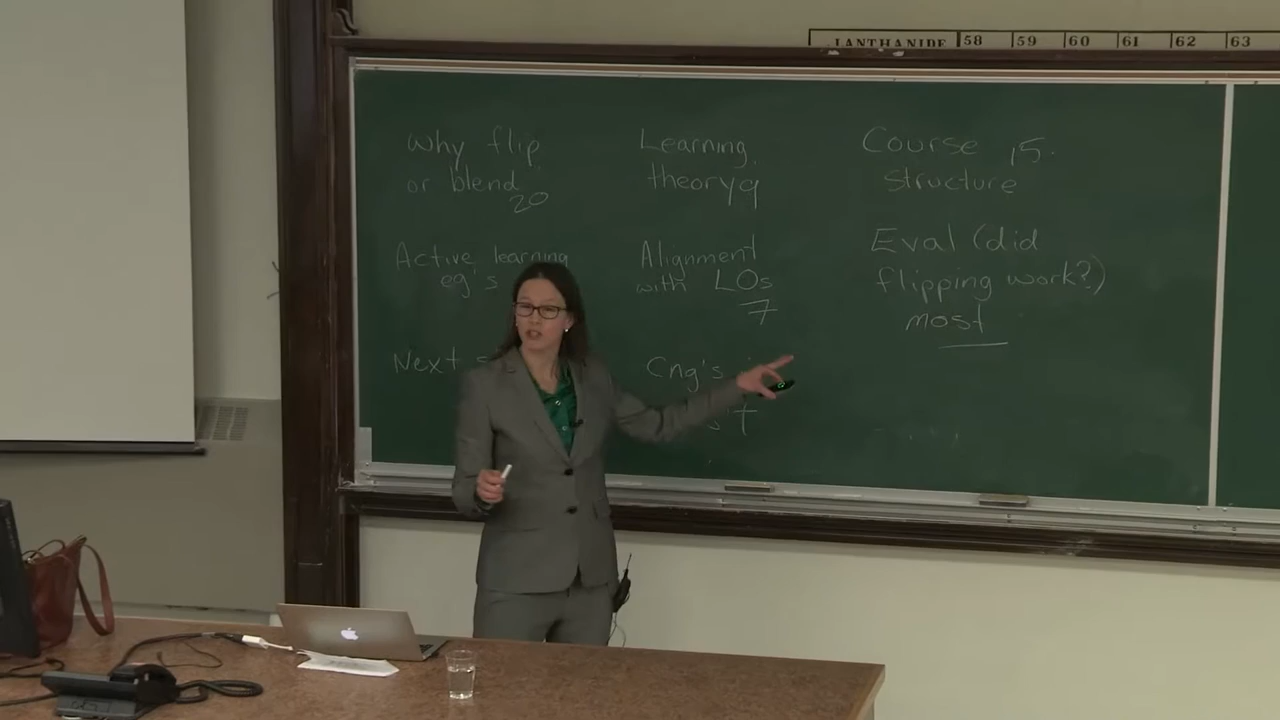 LANTHANIDE 58 59 60 61 62 63
Why flip
or blend
20
Active learning
eg's
Next
Learning
theory 9
Alignment
with LOs
7
Cng's
Course 15
structure
Eval (did
flipping work?)
most